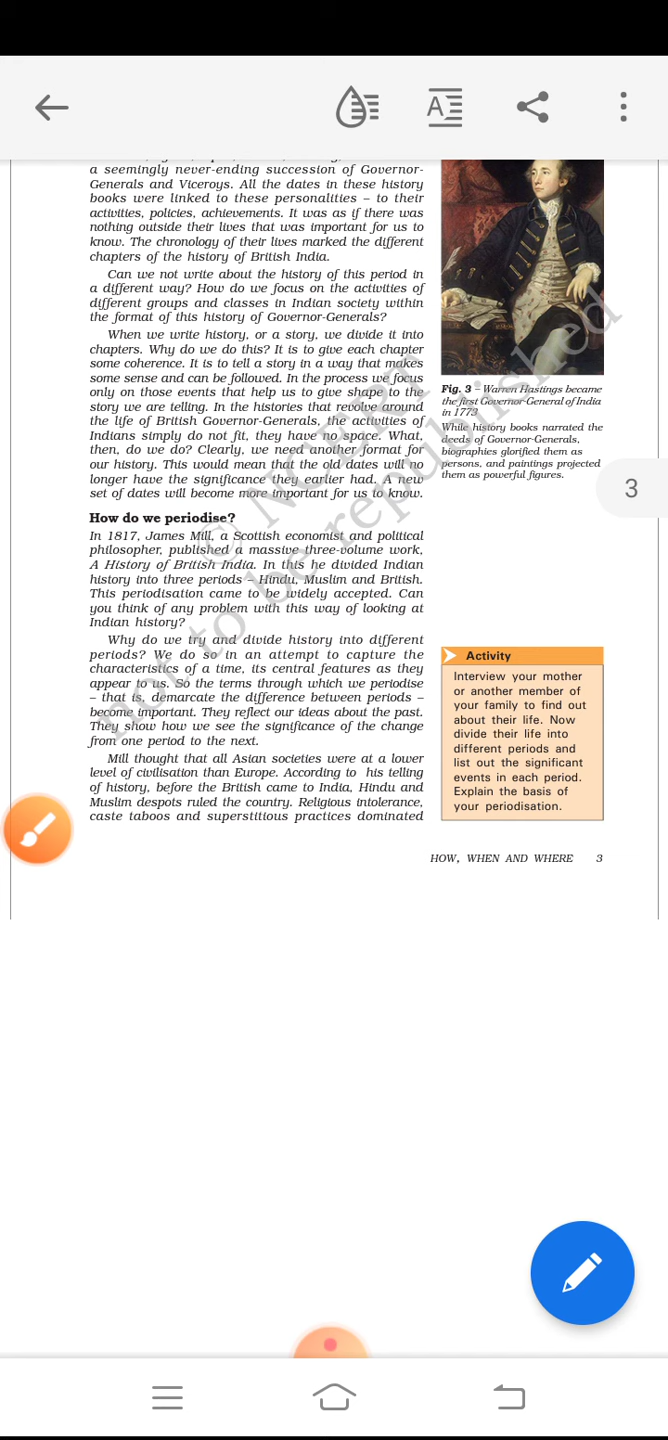 a seemingly never-ending succession of Governor-
Generals and Viceroys. All the dates in these history
books were linked to these personalities – to their
activities, policies, achievements. It was as if there was
nothing outside their lives that was important for us to
know. The chronology of their lives marked the different
chapters of the history of British India.
Can we not write about the history of this period in
a different way? How do we focus on the activities of
different groups and classes in Indian society within
the format of this history of Governor-Generals?
When we write history, or a story, we divide it into
chapters. Why do we do this? It is to give each chapter
some coherence. It is to tell a story in a way that makes
some sense and can be followed. In the process we focus
only on those events that help us to give shape to the
story we are telling. In the histories that revolve around
the life of British Governor-Generals, the activities of
Indians simply do not fit, they have no space. What,
then, do we do? Clearly, we need another format for
our history. This would mean that the old dates will no
longer have the significance they earlier had. A new
set of dates will become more important for us to know.
How do we periodise?
In 1817, James Mill, a Scottish economist and political
philosopher, published a massive three-volume work,
A History of British India. In this he divided Indian
history into three periods – Hindu, Muslim and British.
This periodisation came to be widely accepted. Can
you think of any problem with this way of looking at
Indian history?
Why do we try and divide history into different
periods? We do so in an attempt to capture the
characteristics of a time, its central features as they
appear to us. So the terms through which we periodise
– that is, demarcate the difference between periods –
become important. They reflect our ideas about the past.
They show how we see the significance of the change
from one period to the next.
Mill thought that all Asian societies were at a lower
level of civilisation than Europe. According to his telling
of history, before the British came to India, Hindu and
Muslim despots ruled the country. Religious intolerance,
caste taboos and superstitious practices dominated
Fig. 3 – Warren Hastings became
the first Governor-General of India
in 1773
While history books narrated the
deeds of Governor-Generals,
biographies glorified them as
persons, and paintings projected
them as powerful figures.
3
Activity
Interview your mother
or another member of
your family to find out
about their life. Now
divide their life into
different periods and
list out the significant
events in each period.
Explain the basis of
your periodisation.
HOW, WHEN AND WHERE 3
© NCERT
not to be republished